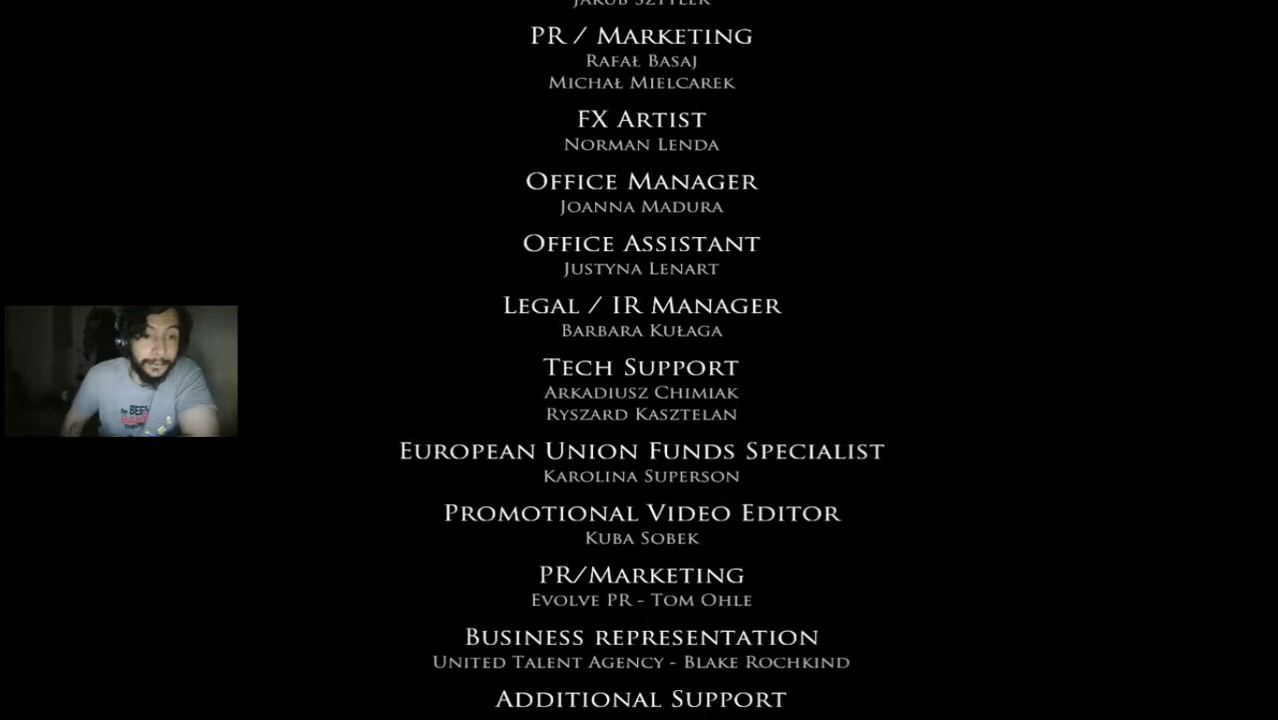 PR / Marketing
Rafał Basaj
Michał Mielcarek
FX Artist
Norman Lenda
Office Manager
Joanna Madura
Office Assistant
Justyna Lenart
Legal / IR Manager
Barbara Kułaga
Tech Support
Arkadiusz Chimiak
Ryszard Kasztelan
European Union Funds Specialist
Karolina Superson
Promotional Video Editor
Kuba Sobek
PR/Marketing
Evolve PR - Tom Ohle
Business representation
United Talent Agency - Blake Rochkind
Additional Support